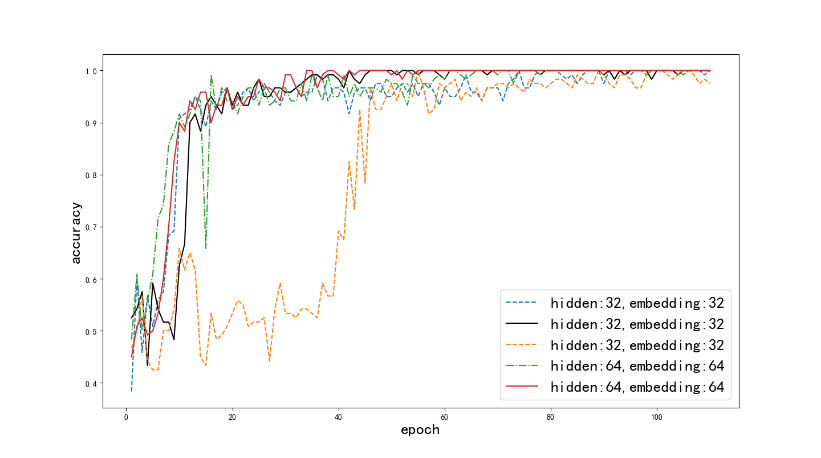 1.0
0.9
0.8
0.7
0.6
0.5
0.4
accuracy
0 20 40 60 80 100
epoch
hidden:32,embedding:32
hidden:32,embedding:32
hidden:32,embedding:32
hidden:64,embedding:64
hidden:64,embedding:64